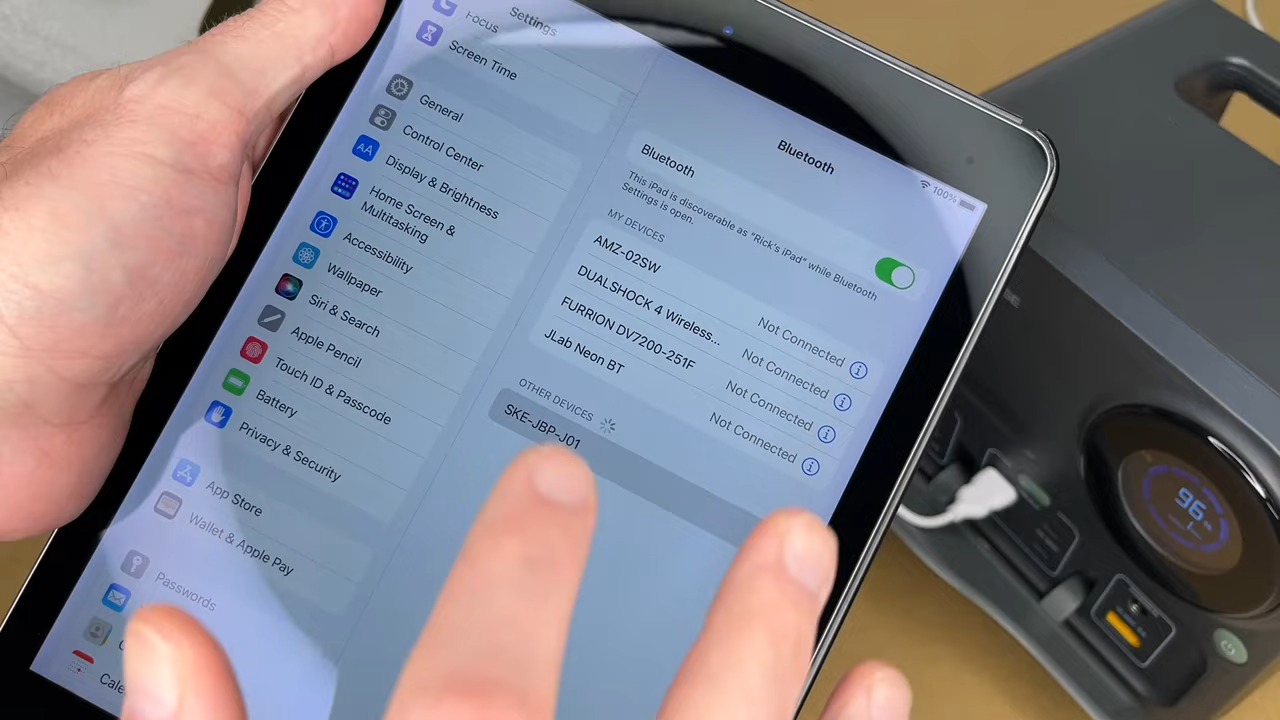 Settings
Focus
Screen Time
General
Control Center
AA
Display & Brightness
Home Screen &
Multitasking
Accessibility
Wallpaper
Siri & Search
Apple Pencil
Touch ID & Passcode
Battery
Privacy & Security
App Store
Wallet & Apple Pay
Passwords
100%
Bluetooth
Bluetooth
This iPad is discoverable as “Rick's iPad” while Bluetooth
Settings is open.
MY DEVICES
AMZ-02SW
Not Connected
DUALSHOCK 4 Wireless...
Not Connected
FURRION DV7200-251F
Not Connected
JLab Neon BT
Not Connected
OTHER DEVICES
SKE-JBP-J01
96%